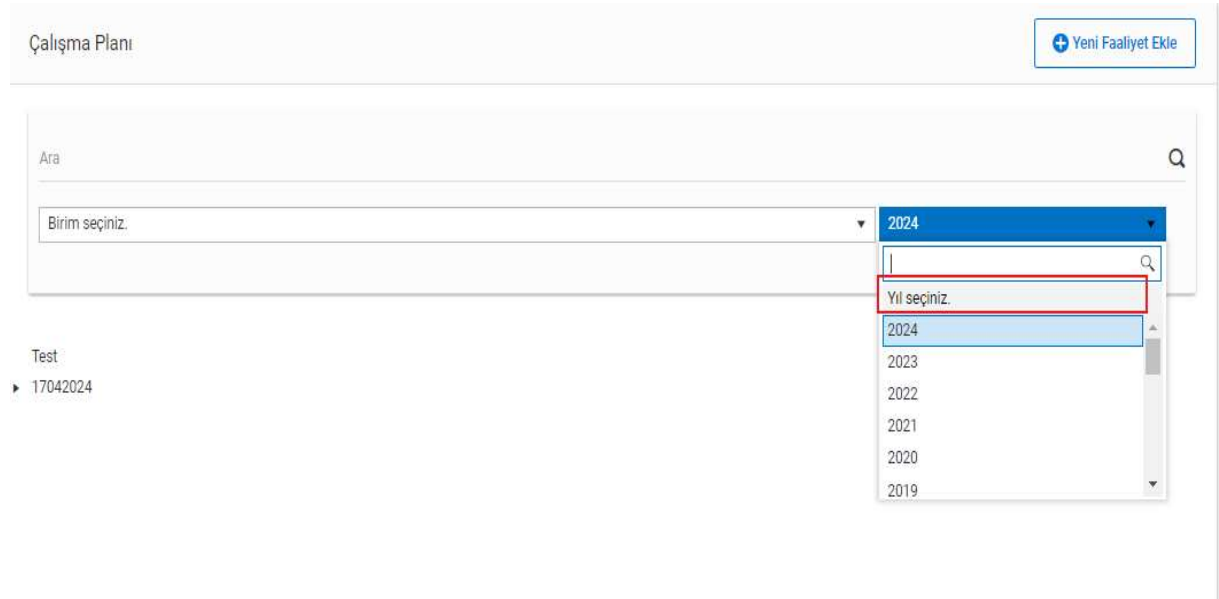 Çalışma Planı
Yeni Faaliyet Ekle
Ara
Birim seçiniz.
2024
Yıl seçiniz.
2024
2023
2022
2021
2020
2019
Test
17042024